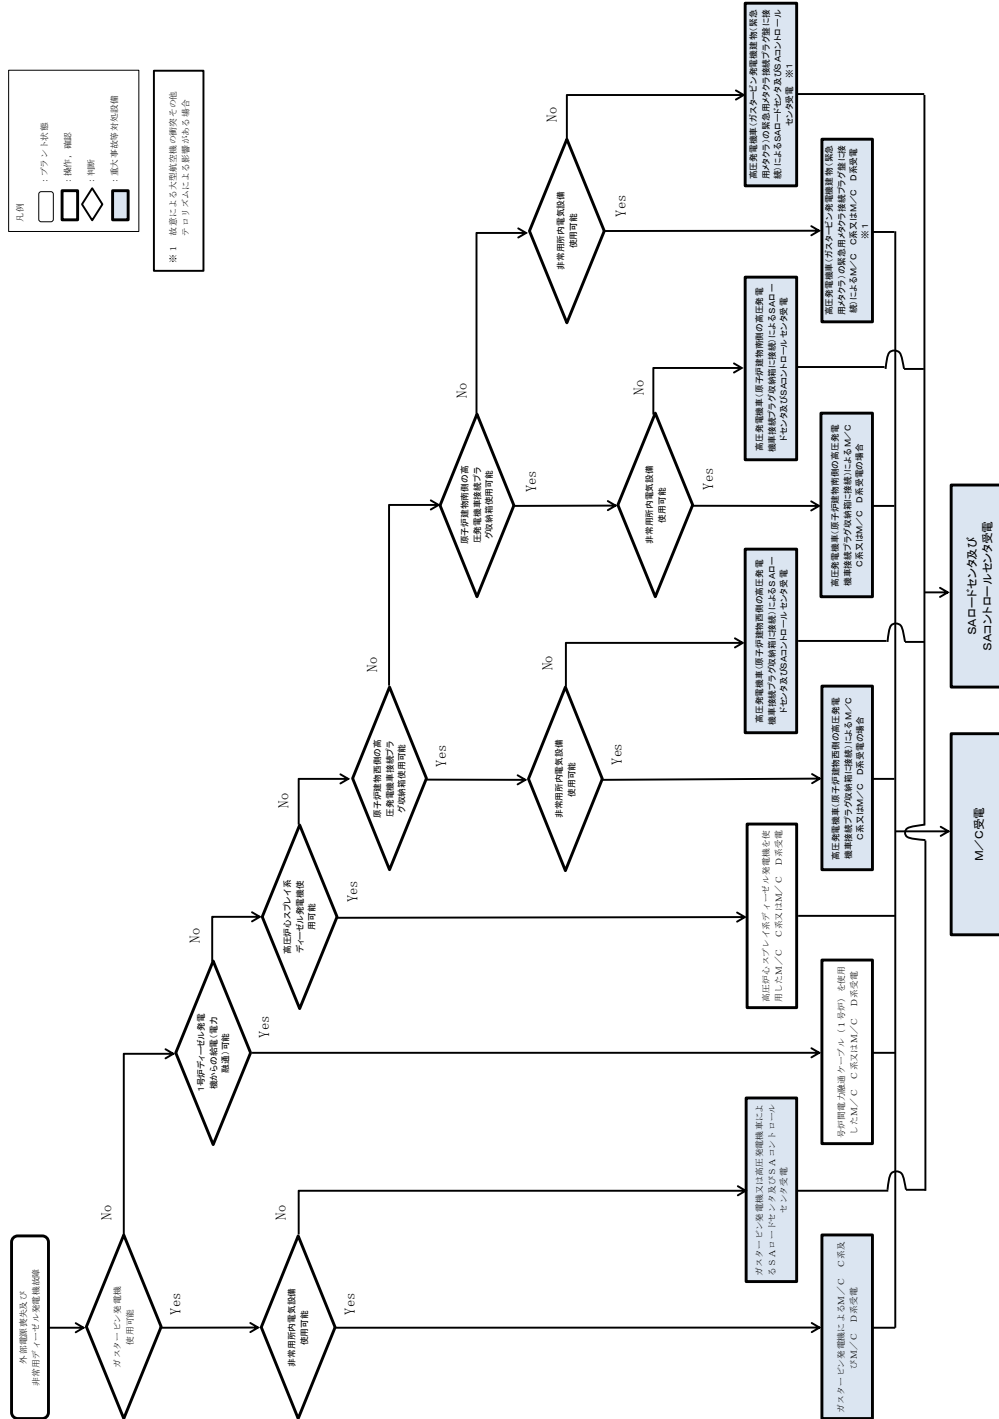 外部電源喪失及び
非常用ディーゼル発電機故障
ガスタービン発電機
使用可能
No
Yes
非常用所内電気設備
使用可能
No
Yes
ガスタービン発電機又は高圧発電機車によ
るSAロードセンタ及びSAコントロール
センタ受電
ガスタービン発電機によるM/C C系及
びM/C D系受電
1号炉ディーゼル発電
機からの給電(電力
融通)可能
No
Yes
号炉間電力融通ケーブル(1号炉)を使用
したM/C C系又はM/C D系受電
高圧炉心スプレイ系
ディーゼル発電機使
用可能
No
Yes
高圧炉心スプレイ系ディーゼル発電機を使
用したM/C C系又はM/C D系受電
原子炉建物西側の高
圧発電機車接続プラ
グ収納箱使用可能
No
Yes
非常用所内電気設備
使用可能
No
Yes
高圧発電機車(原子炉建物西側の高圧発電
機車接続プラグ収納箱に接続)によるSAロー
ドセンタ及びSAコントロールセンタ受電
高圧発電機車(原子炉建物西側の高圧発電
機車接続プラグ収納箱に接続)によるM/C
C系又はM/C D系受電の場合
原子炉建物南側の高
圧発電機車接続プラ
グ収納箱使用可能
No
Yes
非常用所内電気設備
使用可能
No
Yes
高圧発電機車(原子炉建物南側の高圧発電
機車接続プラグ収納箱に接続)によるSAロー
ドセンタ及びSAコントロールセンタ受電
高圧発電機車(原子炉建物南側の高圧発電
機車接続プラグ収納箱に接続)によるM/C
C系又はM/C D系受電の場合
非常用所内電気設備
使用可能
No
Yes
高圧発電機車(ガスタービン発電機建物(緊急
用メタクラ)の緊急用メタクラ接続プラグ盤に接
続)によるSAロードセンタ及びSAコントロール
センタ受電 ※1
高圧発電機車(ガスタービン発電機建物(緊急
用メタクラ)の緊急用メタクラ接続プラグ盤に接
続)によるM/C C系又はM/C D系受電
※1
M/C受電
SAロードセンタ及び
SAコントロールセンタ受電
凡例
:プラント状態
:操作,確認
:判断
:重大事故等対処設備
※1 故意による大型航空機の衝突その他
テロリズムによる影響がある場合